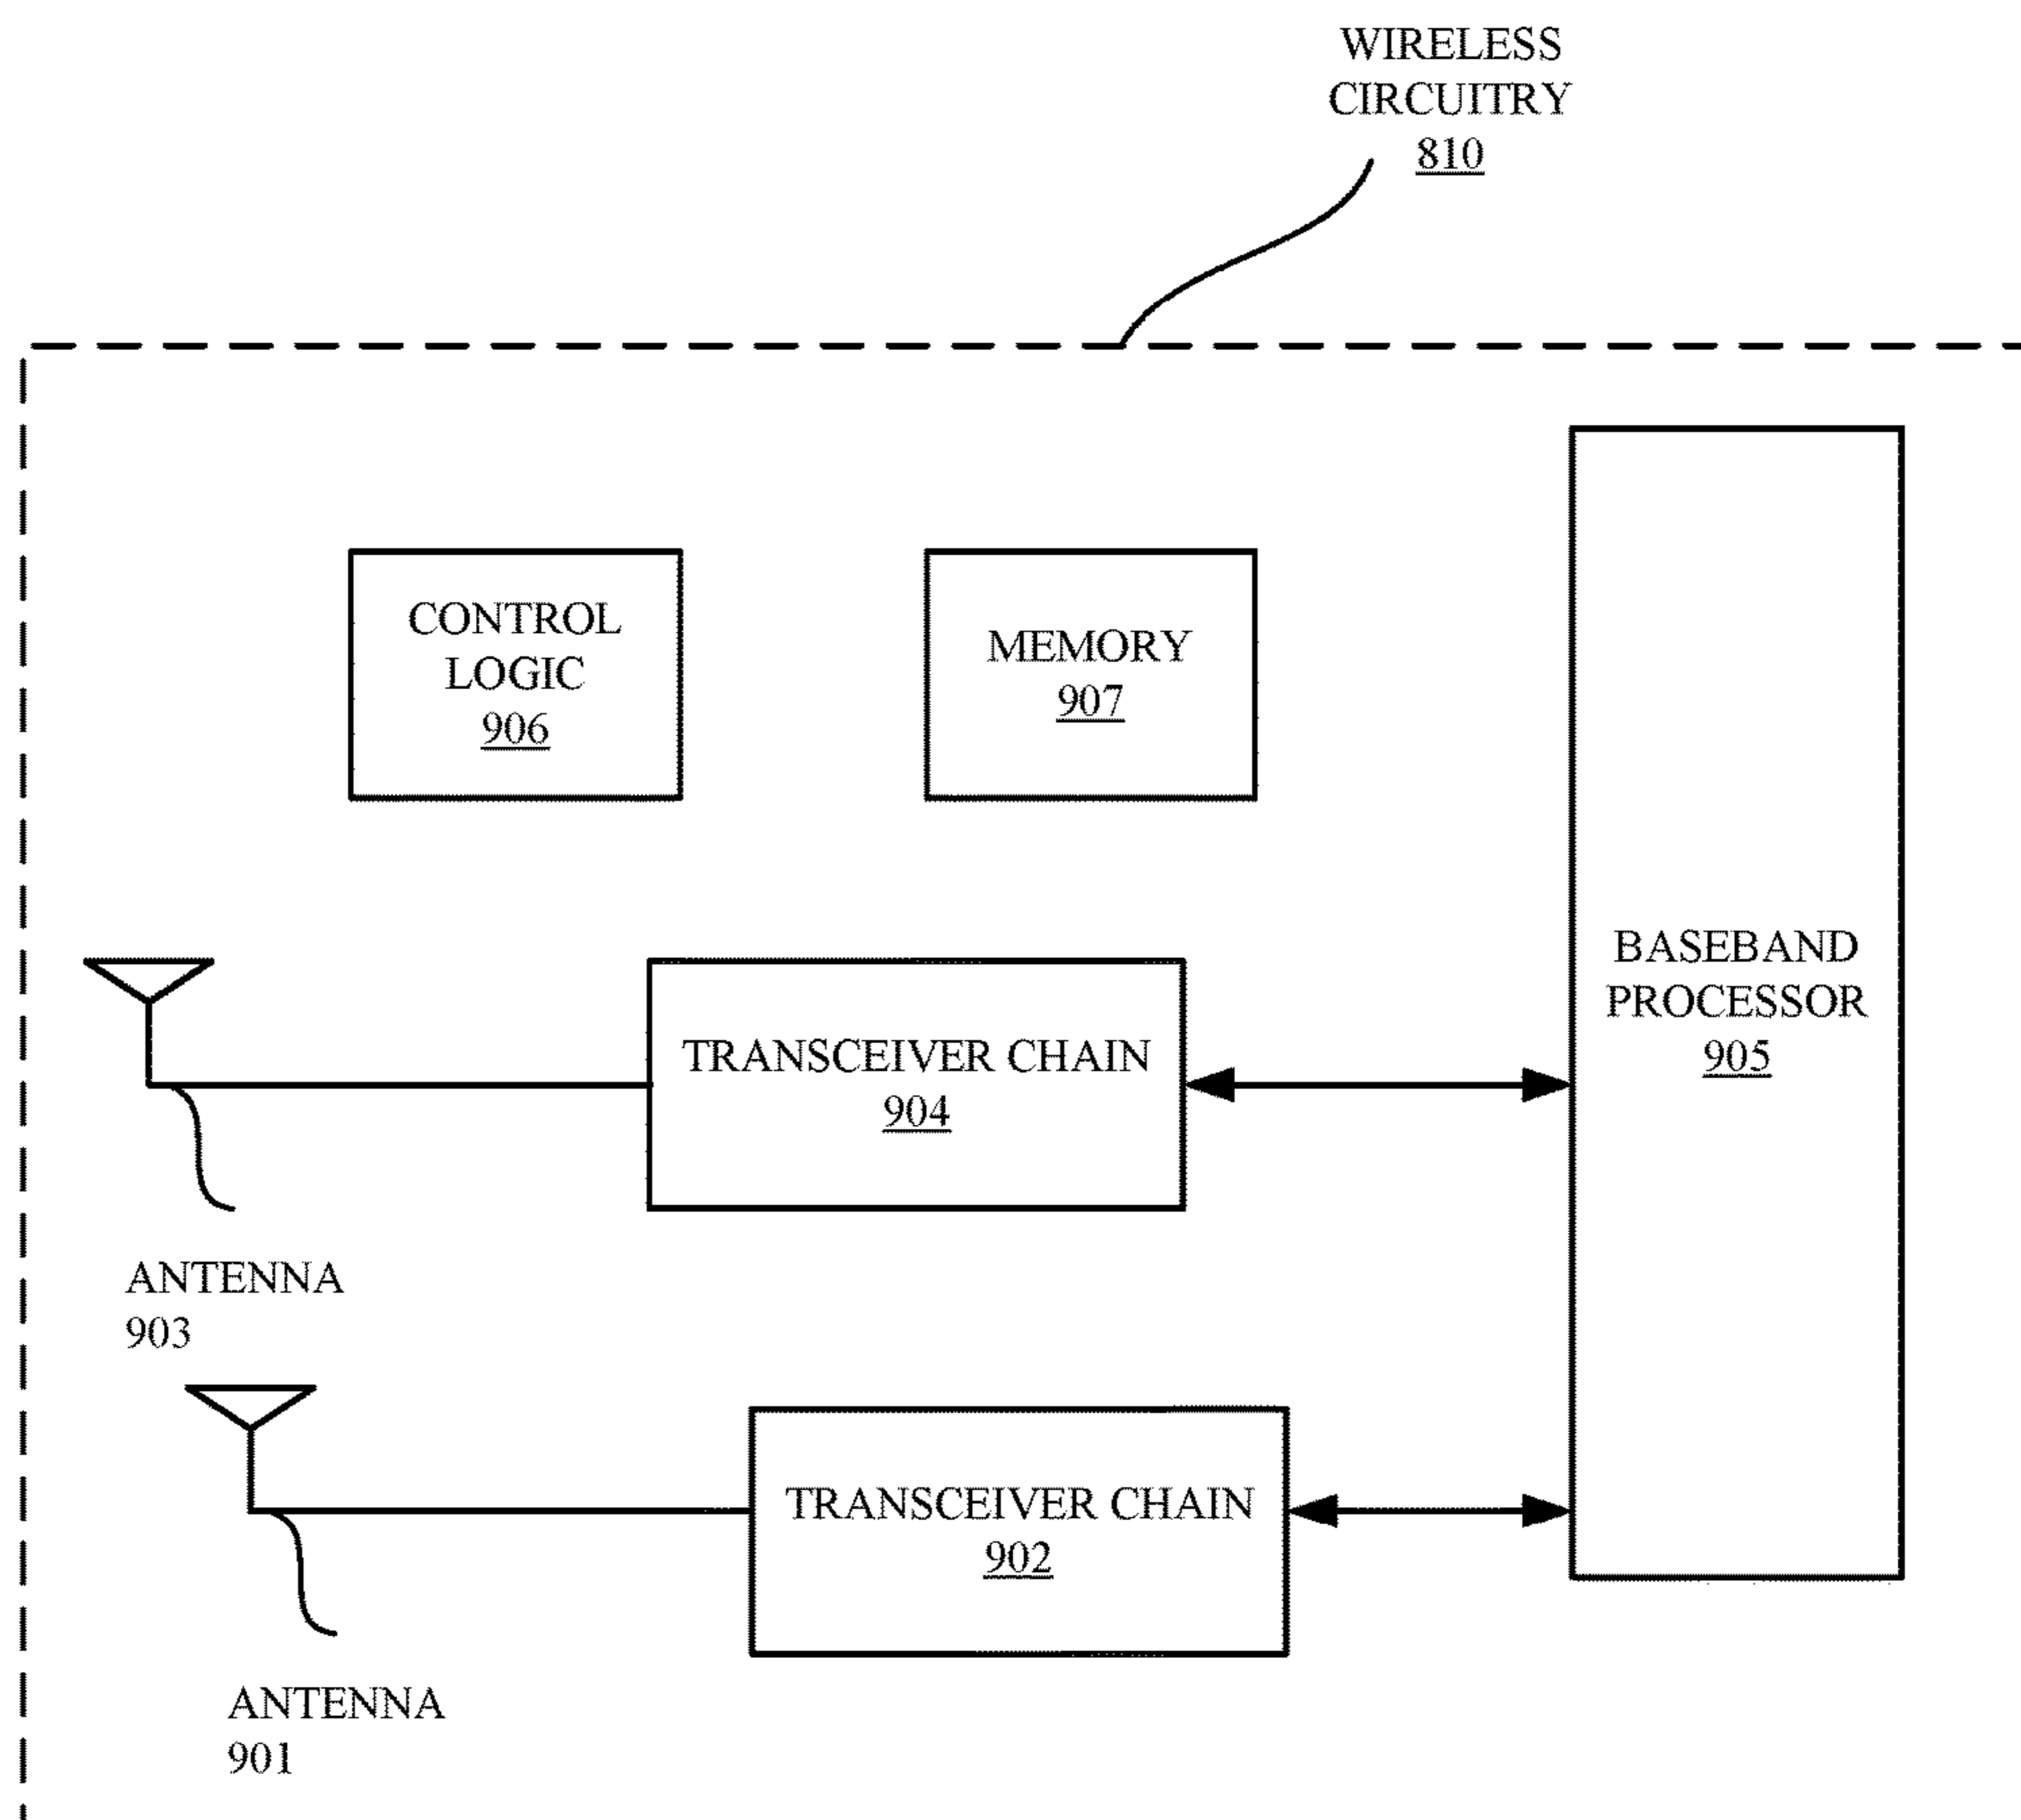 WIRELESS
CIRCUITRY
810
CONTROL
LOGIC
906
MEMORY
907
BASEBAND
PROCESSOR
905
TRANSCEIVER CHAIN
904
ANTENNA
903
TRANSCEIVER CHAIN
902
ANTENNA
901